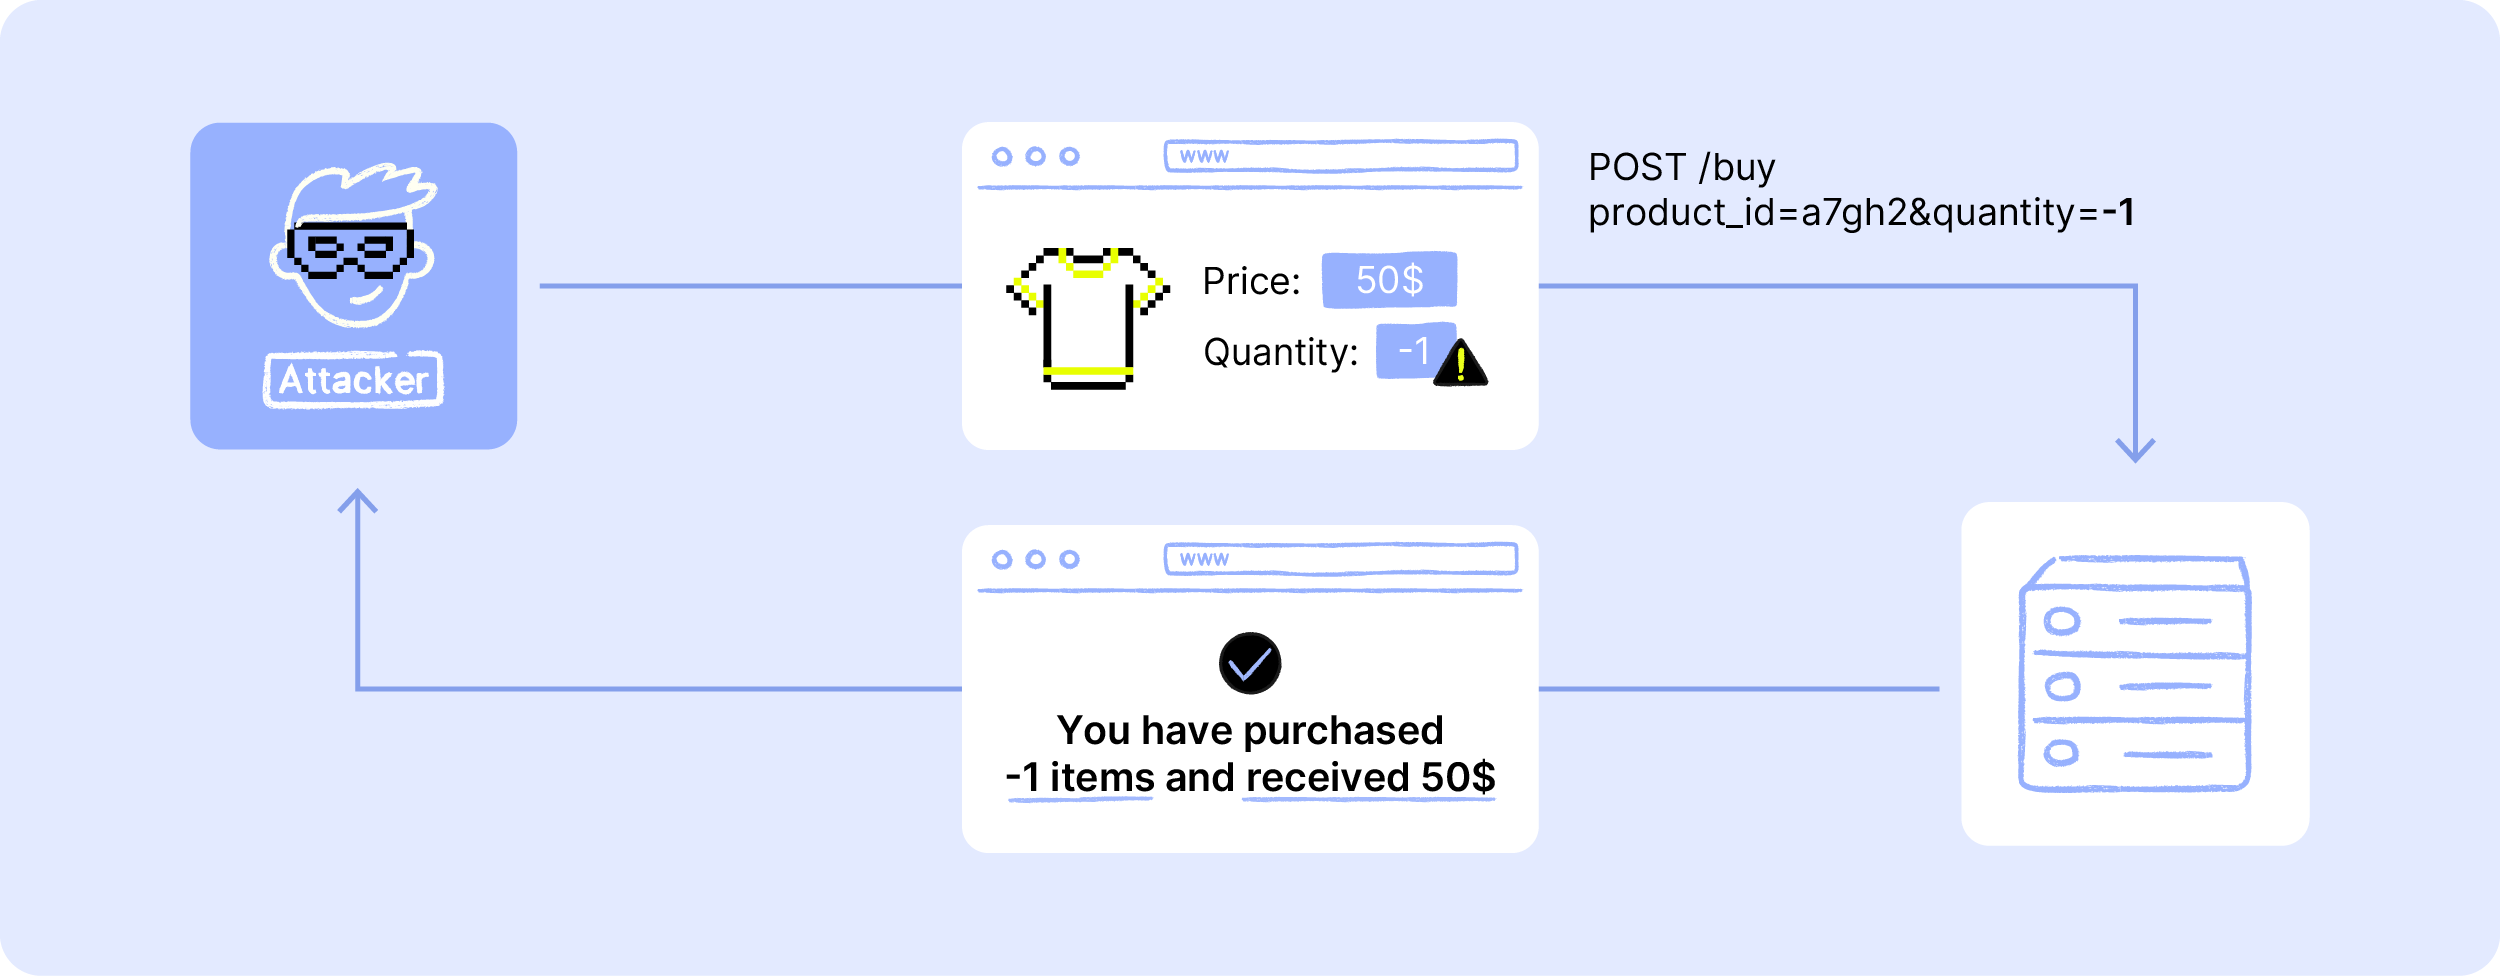 Attacker
www
Price: 50$
Quantity: -1
!
POST /buy
product_id=a7gh2&quantity=-1
www
You have purchased
-1 items and received 50$